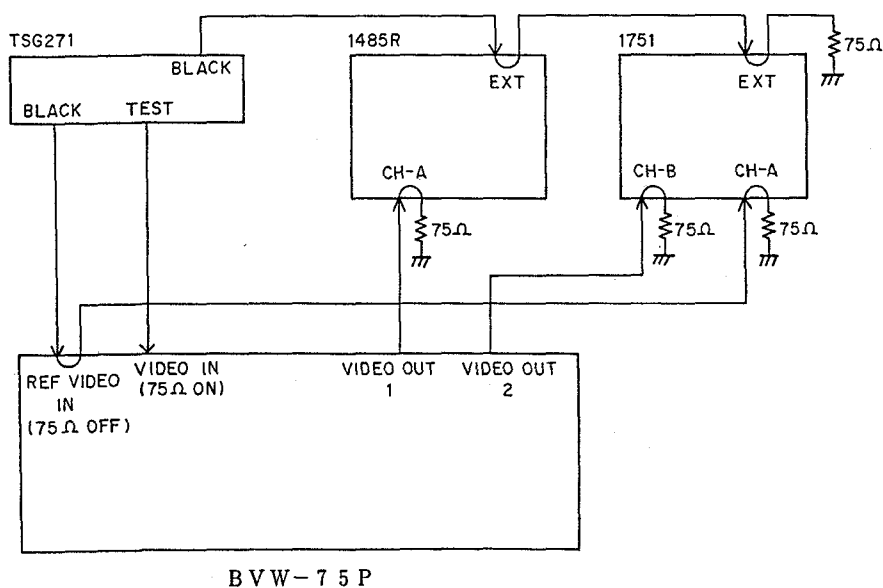 TSG271
BLACK
BLACK
TEST
1485R
EXT
CH-A
75Ω
1751
EXT
75Ω
CH-B
75Ω
CH-A
75Ω
REF VIDEO
IN
(75Ω OFF)
VIDEO IN
(75Ω ON)
VIDEO OUT
1
VIDEO OUT
2
BVW-75P